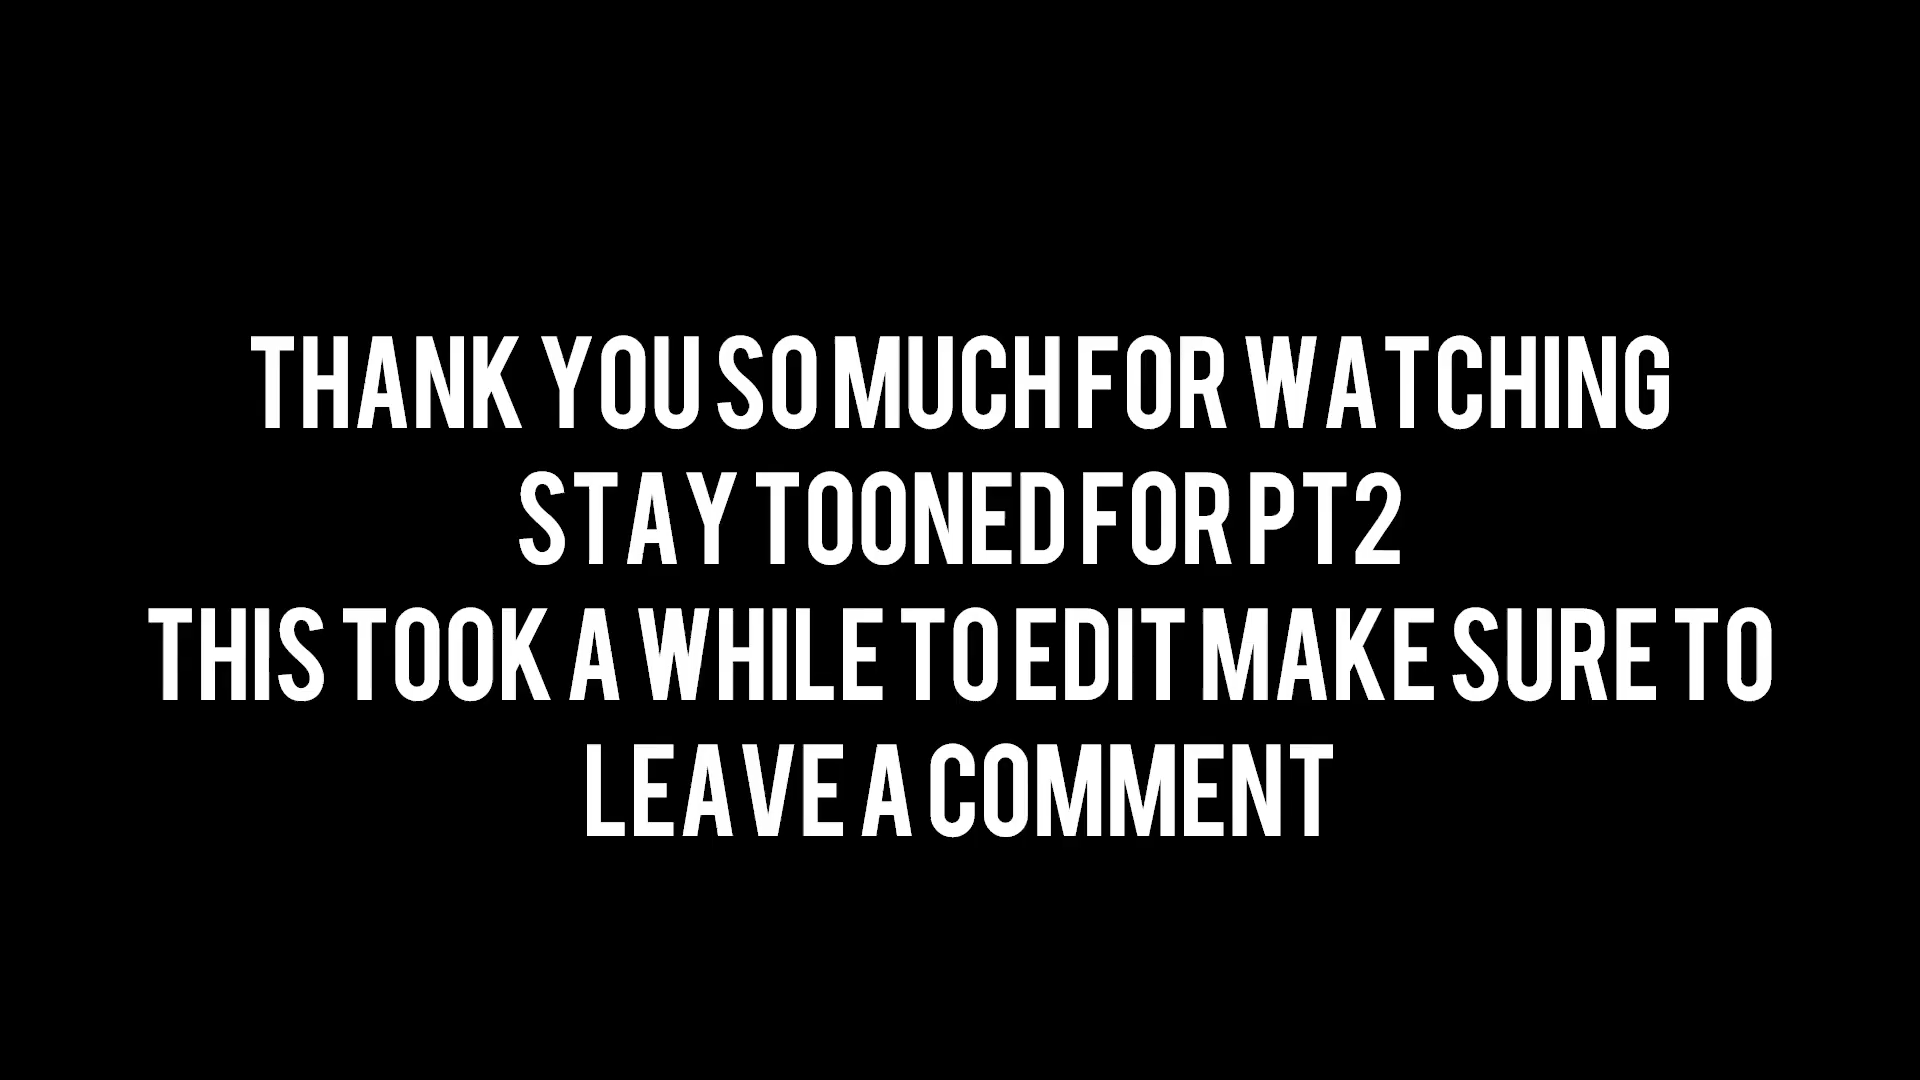 THANK YOU SO MUCH FOR WATCHING
STAY TOONED FOR PT2
THIS TOOK A WHILE TO EDIT MAKE SURE TO
LEAVE A COMMENT